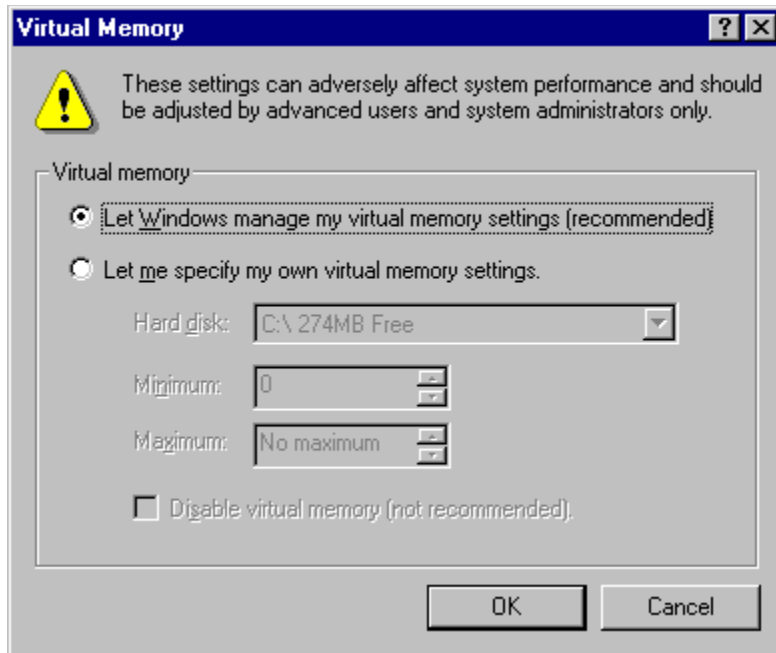 Virtual Memory
These settings can adversely affect system performance and should
be adjusted by advanced users and system administrators only.
Virtual memory
Let Windows manage my virtual memory settings (recommended)
Let me specify my own virtual memory settings.
Hard disk: C:\ 274MB Free
Minimum: 0
Maximum: No maximum
Disable virtual memory (not recommended).
OK Cancel